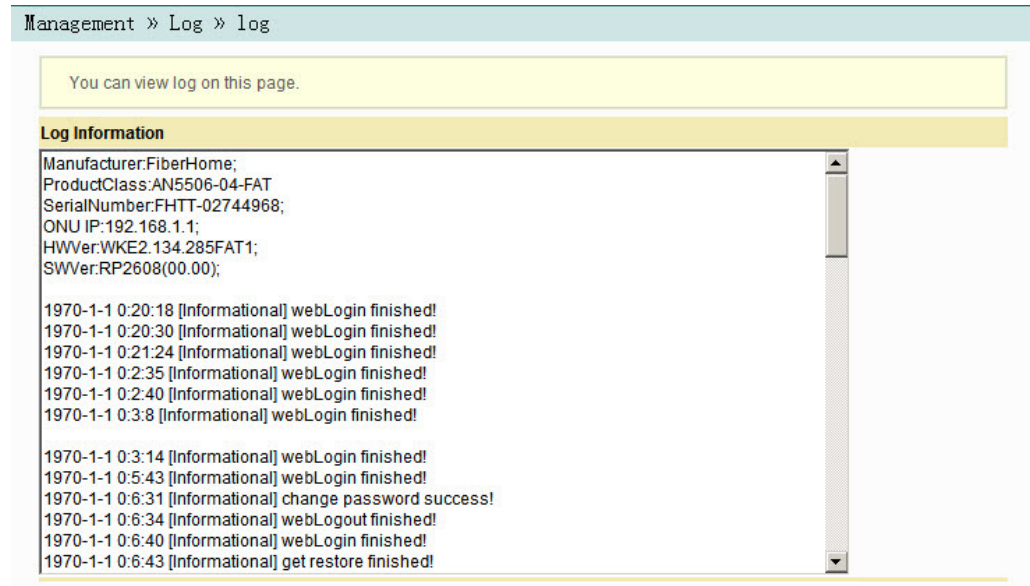 Management » Log » log
You can view log on this page.
Log Information
Manufacturer:FiberHome;
ProductClass:AN5506-04-FAT
SerialNumber:FHTT-02744968;
ONU IP:192.168.1.1;
HWVer:WKE2.134.285FAT1;
SWVer:RP2608(00.00);
1970-1-1 0:20:18 [Informational] webLogin finished!
1970-1-1 0:20:30 [Informational] webLogin finished!
1970-1-1 0:21:24 [Informational] webLogin finished!
1970-1-1 0:2:35 [Informational] webLogin finished!
1970-1-1 0:2:40 [Informational] webLogin finished!
1970-1-1 0:3:8 [Informational] webLogin finished!
1970-1-1 0:3:14 [Informational] webLogin finished!
1970-1-1 0:5:43 [Informational] webLogin finished!
1970-1-1 0:6:31 [Informational] change password success!
1970-1-1 0:6:34 [Informational] webLogout finished!
1970-1-1 0:6:40 [Informational] webLogin finished!
1970-1-1 0:6:43 [Informational] get restore finished!